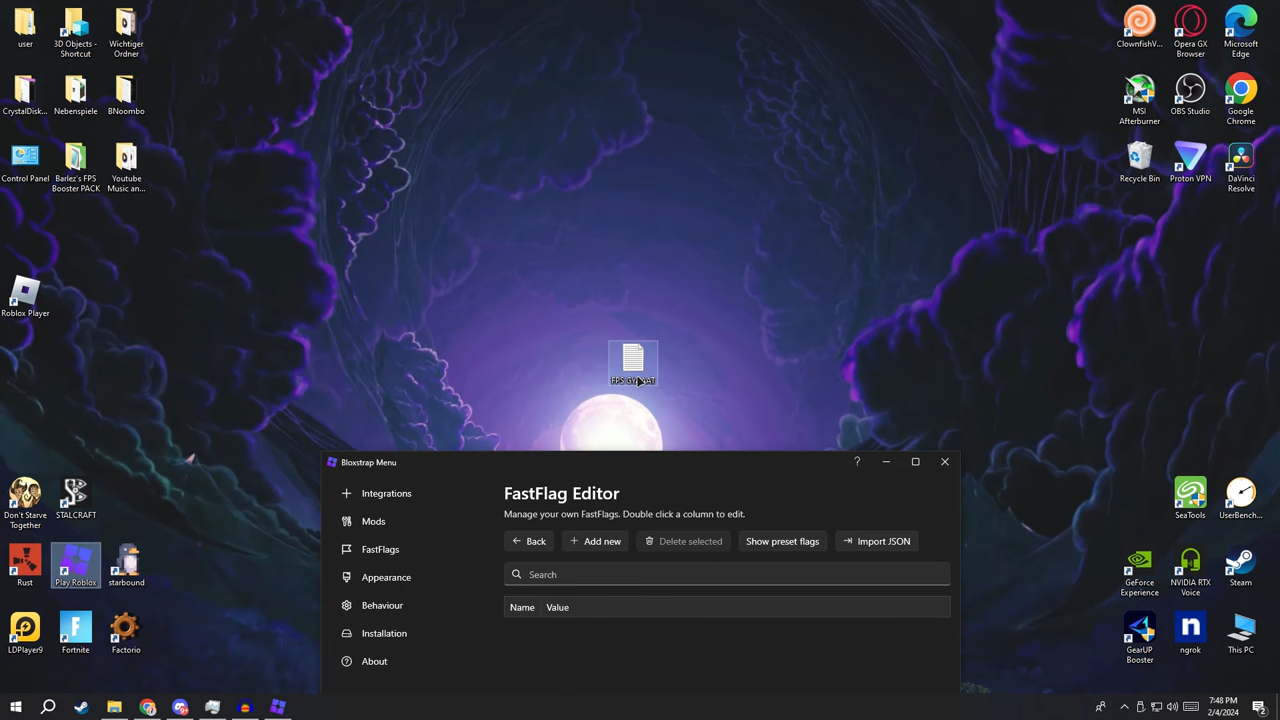 user
3D Objects -
Shortcut
Wichtiger
Ordner
ClownfishV...
Opera GX
Browser
Microsoft
Edge
CrystalDisk...
Nebenspiele
BNoombo
MSI
Afterburner
OBS Studio
Google
Chrome
Control Panel
Barlez's FPS
Booster PACK
Youtube
Music an...
Recycle Bin
Proton VPN
DaVinci
Resolve
Roblox Player
FPS
Bloxstrap Menu
Integrations
Mods
FastFlags
Appearance
Behaviour
Installation
About
FastFlag Editor
Manage your own FastFlags. Double click a column to edit.
Back
Add new
Delete selected
Show preset flags
Import JSON
Search
Name Value
Don't Starve
Together
STALCRAFT
SeaTools
UserBench...
Rust
Play Roblox
starbound
GeForce
Experience
NVIDIA RTX
Voice
Steam
LDPlayer9
Fortnite
Factorio
GearUP
Booster
ngrok
This PC
7:48 PM
2/4/2024